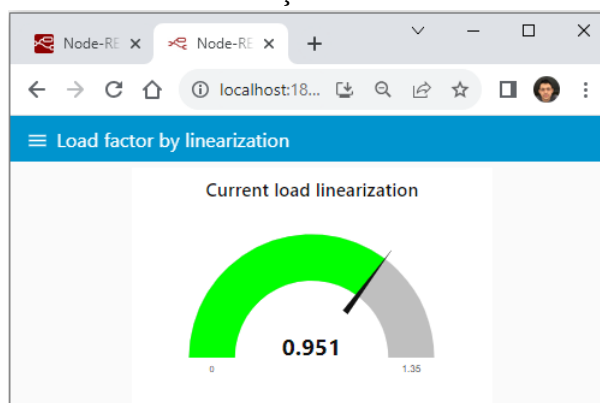 Node-RE
Node-RE
localhost:18...
Load factor by linearization
Current load linearization
0.951
0
1.35